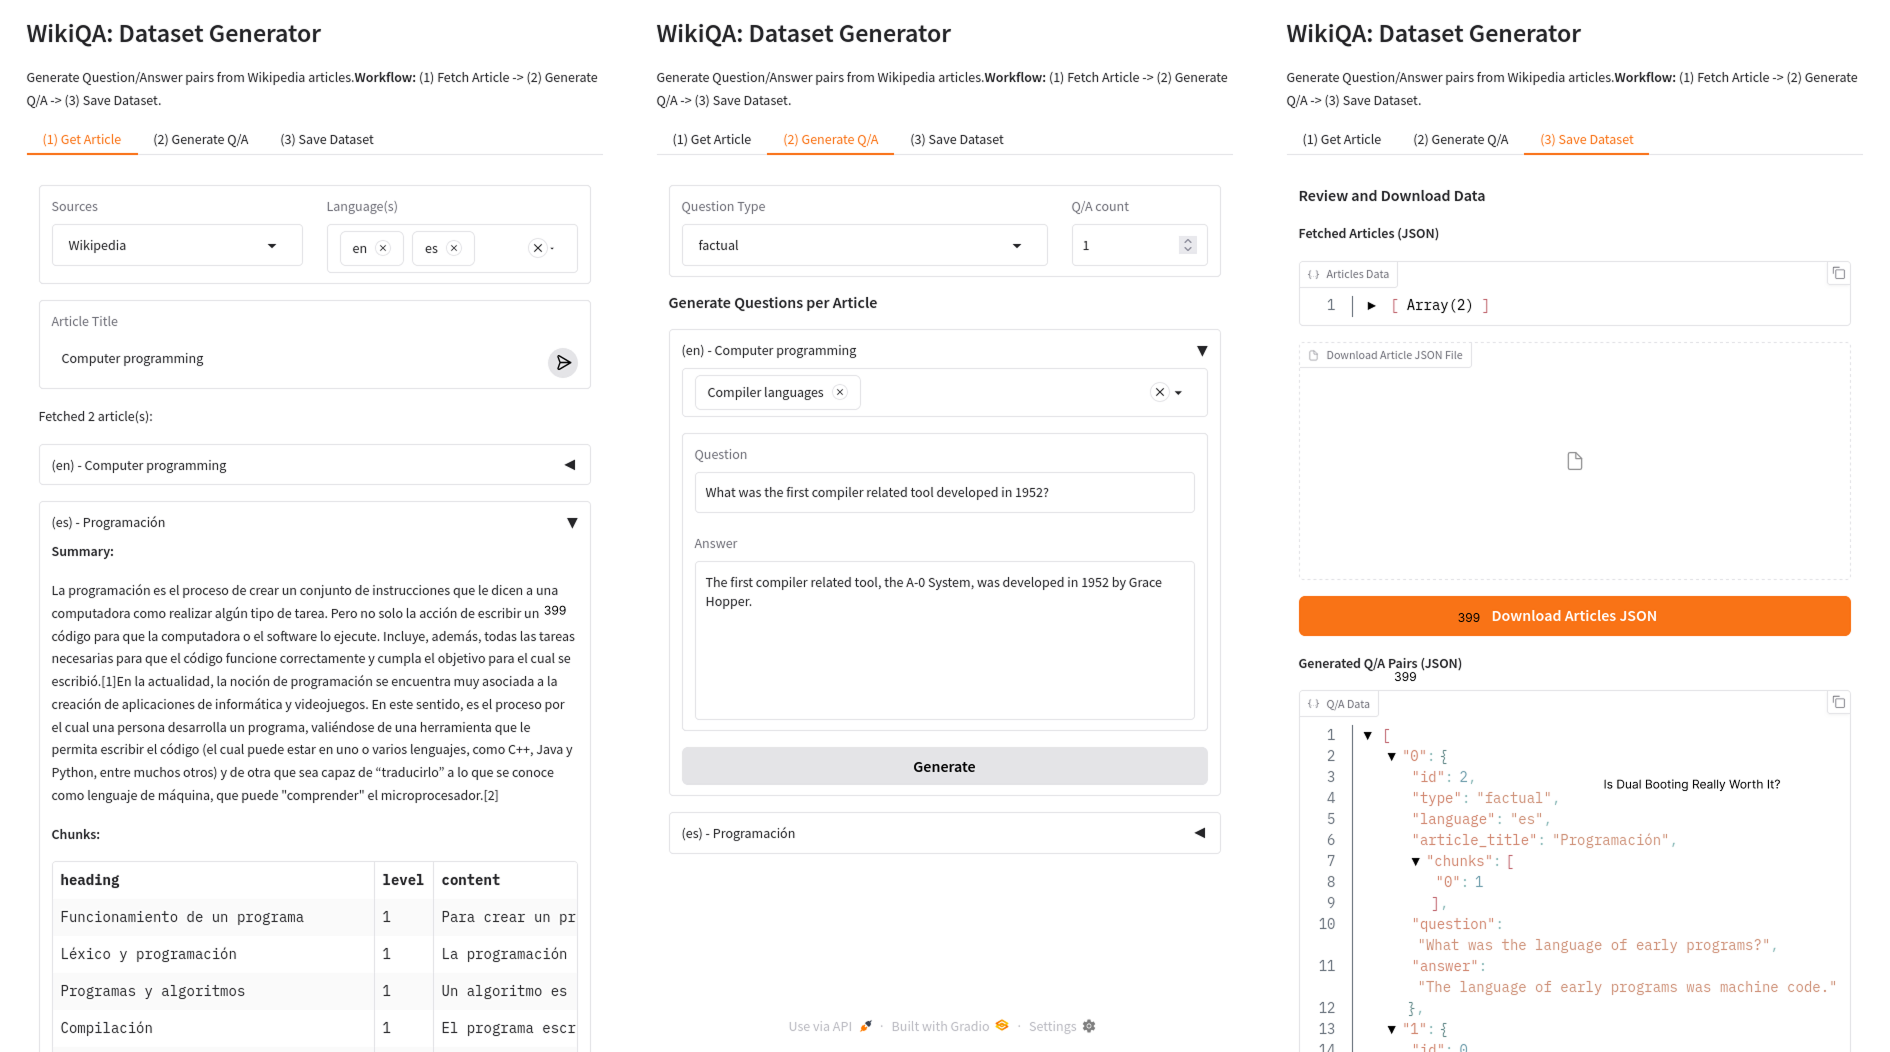 WikiQA: Dataset Generator
Generate Question/Answer pairs from Wikipedia articles.Workflow: (1) Fetch Article -> (2) Generate
Q/A -> (3) Save Dataset.
(1) Get Article (2) Generate Q/A (3) Save Dataset
Sources Language(s)
Wikipedia en es
Article Title
Computer programming
Fetched 2 article(s):
(en) - Computer programming
(es) - Programación
Summary:
La programación es el proceso de crear un conjunto de instrucciones que le dicen a una
computadora como realizar algún tipo de tarea. Pero no solo la acción de escribir un 399
código para que la computadora o el software lo ejecute. Incluye, además, todas las tareas
necesarias para que el código funcione correctamente y cumpla el objetivo para el cual se
escribió.[1]En la actualidad, la noción de programación se encuentra muy asociada a la
creación de aplicaciones de informática y videojuegos. En este sentido, es el proceso por
el cual una persona desarrolla un programa, valiéndose de una herramienta que le
permita escribir el código (el cual puede estar en uno o varios lenguajes, como C++, Java y
Python, entre muchos otros) y de otra que sea capaz de “traducirlo” a lo que se conoce
como lenguaje de máquina, que puede "comprender" el microprocesador.[2]
Chunks:
heading level content
Funcionamiento de un programa 1 Para crear un pr
Léxico y programación 1 La programación
Programas y algoritmos 1 Un algoritmo es
Compilación 1 El programa escr
WikiQA: Dataset Generator
Generate Question/Answer pairs from Wikipedia articles.Workflow: (1) Fetch Article -> (2) Generate
Q/A -> (3) Save Dataset.
(1) Get Article (2) Generate Q/A (3) Save Dataset
Question Type Q/A count
factual 1
Generate Questions per Article
(en) - Computer programming
Compiler languages
Question
What was the first compiler related tool developed in 1952?
Answer
The first compiler related tool, the A-0 System, was developed in 1952 by Grace
Hopper.
Generate
(es) - Programación
Use via API · Built with Gradio · Settings
WikiQA: Dataset Generator
Generate Question/Answer pairs from Wikipedia articles.Workflow: (1) Fetch Article -> (2) Generate
Q/A -> (3) Save Dataset.
(1) Get Article (2) Generate Q/A (3) Save Dataset
Review and Download Data
Fetched Articles (JSON)
Articles Data
1 [ Array(2) ]
Download Article JSON File
399 Download Articles JSON
Generated Q/A Pairs (JSON)
399
Q/A Data
1 [
2 "0": {
3 "id": 2,
Is Dual Booting Really Worth It?
4 "type": "factual",
5 "language": "es",
6 "article_title": "Programación",
7 "chunks": [
8 "0": 1
9 ],
10 "question":
"What was the language of early programs?",
11 "answer":
"The language of early programs was machine code."
12 },
13 "1": {
14 "id": 0